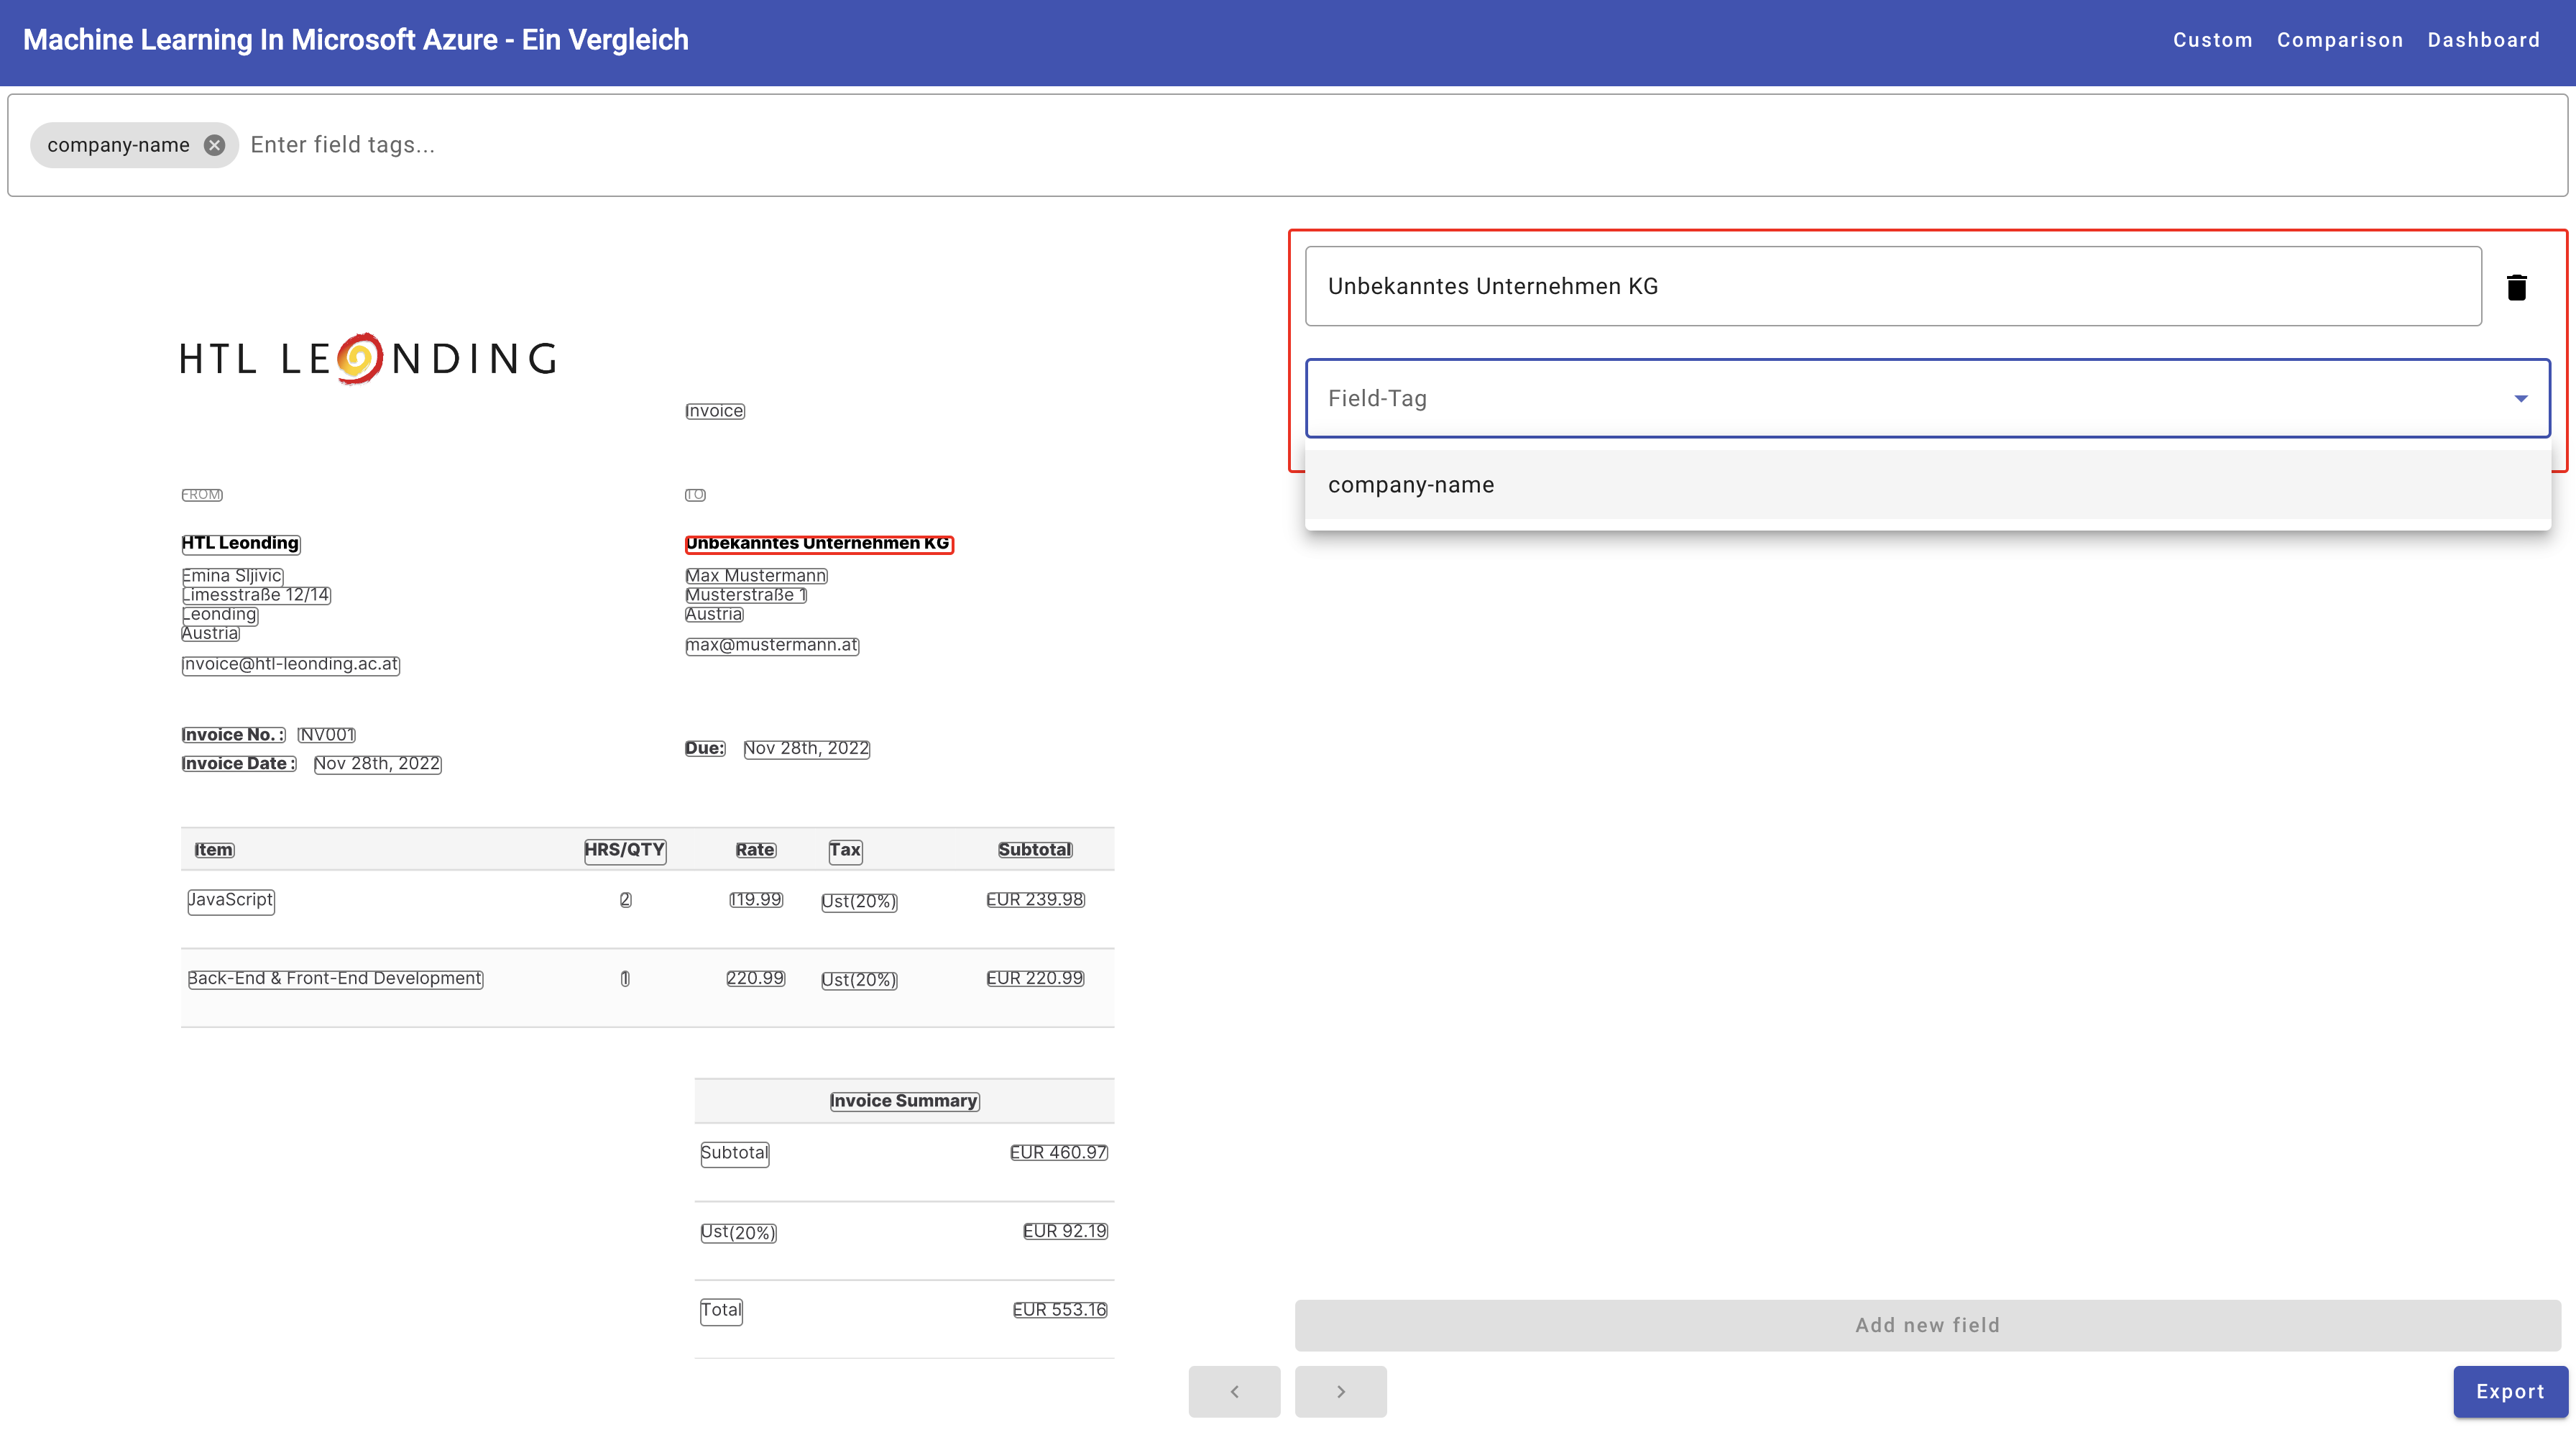 Machine Learning In Microsoft Azure - Ein Vergleich
Custom Comparison Dashboard
company-name Enter field tags...
Unbekanntes Unternehmen KG
Field-Tag
company-name
HTL LEONDING
Invoice
FROM
HTL Leonding
Emina Sljivic
Limesstraße 12/14
Leonding
Austria
invoice@htl-leonding.ac.at
TO
Unbekanntes Unternehmen KG
Max Mustermann
Musterstraße 1
Austria
max@mustermann.at
Invoice No. : INV001
Invoice Date : Nov 28th, 2022
Due: Nov 28th, 2022
Item HRS/QTY Rate Tax Subtotal
JavaScript 2 119.99 Ust(20%) EUR 239.98
Back-End & Front-End Development 1 220.99 Ust(20%) EUR 220.99
Invoice Summary
Subtotal EUR 460.97
Ust(20%) EUR 92.19
Total EUR 553.16
Add new field
Export